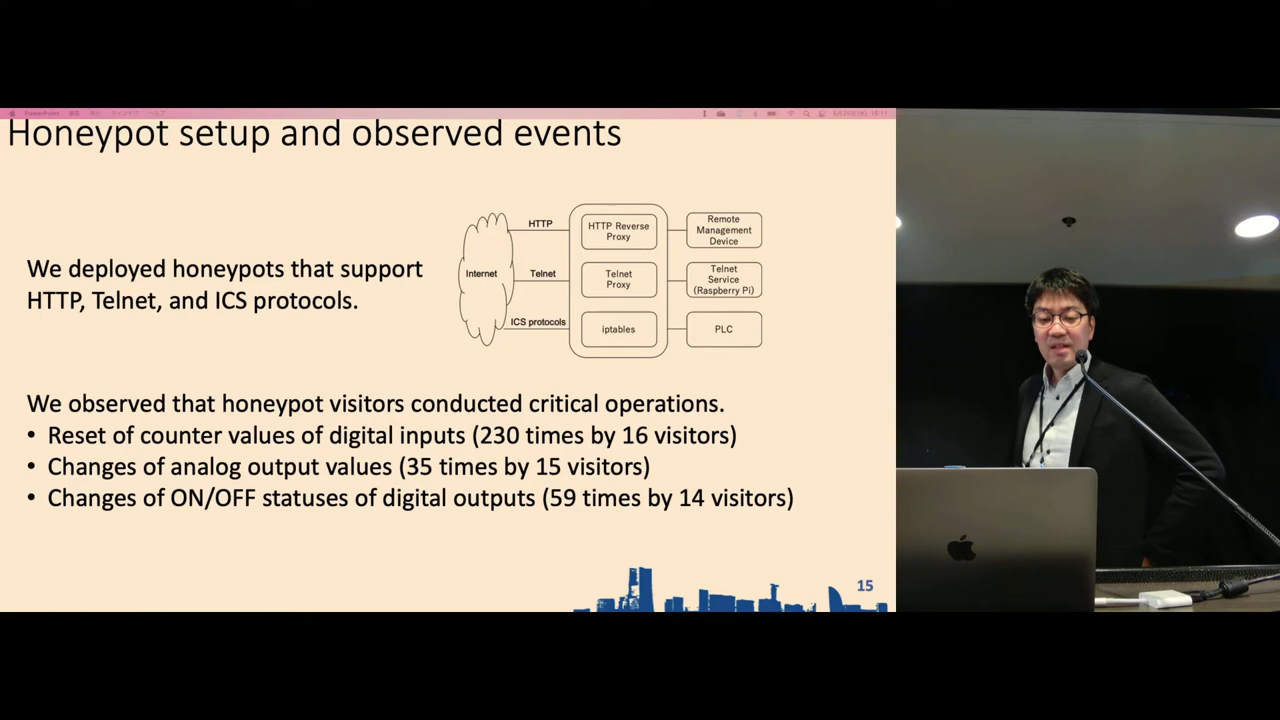 PowerPoint
Honeypot setup and observed events
We deployed honeypots that support
HTTP, Telnet, and ICS protocols.
Internet
HTTP
Telnet
ICS protocols
HTTP Reverse
Proxy
Telnet
Proxy
iptables
Remote
Management
Device
Telnet
Service
(Raspberry Pi)
PLC
We observed that honeypot visitors conducted critical operations.
• Reset of counter values of digital inputs (230 times by 16 visitors)
• Changes of analog output values (35 times by 15 visitors)
• Changes of ON/OFF statuses of digital outputs (59 times by 14 visitors)
15